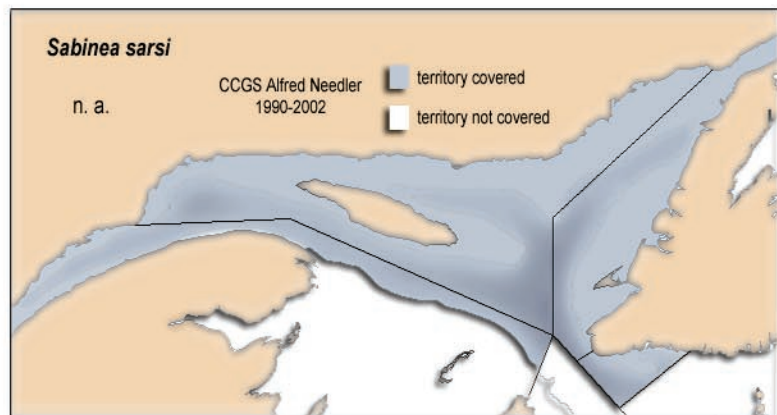 Sabinea sarsi
n. a.
CCGS Alfred Needler
1990-2002
territory covered
territory not covered